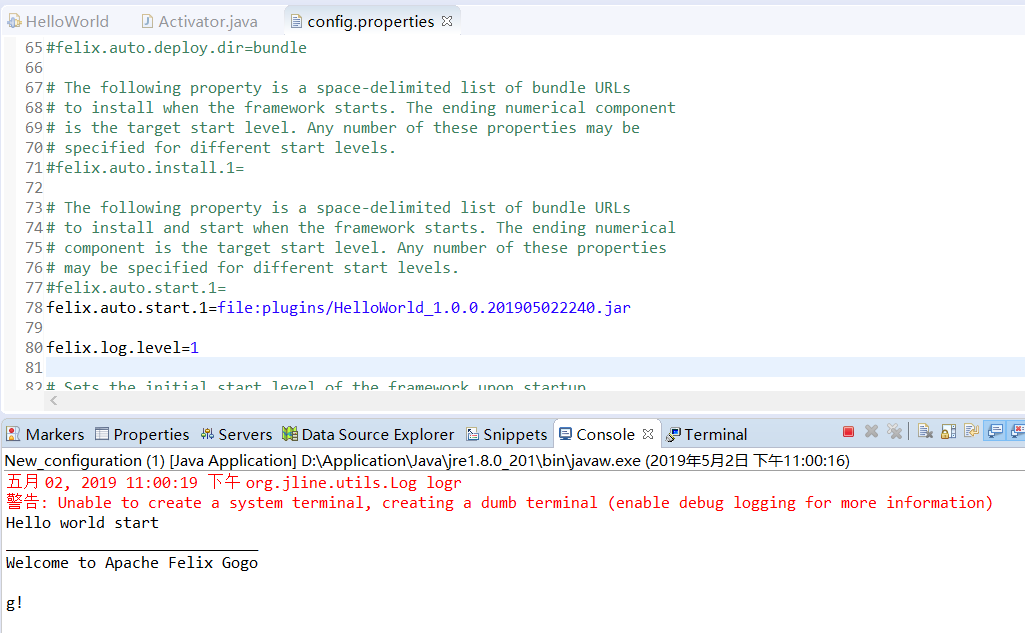 HelloWorld Activator.java config.properties
65 #felix.auto.deploy.dir=bundle
66
67 # The following property is a space-delimited list of bundle URLs
68 # to install when the framework starts. The ending numerical component
69 # is the target start level. Any number of these properties may be
70 # specified for different start levels.
71 #felix.auto.install.1=
72
73 # The following property is a space-delimited list of bundle URLs
74 # to install and start when the framework starts. The ending numerical
75 # component is the target start level. Any number of these properties
76 # may be specified for different start levels.
77 #felix.auto.start.1=
78 felix.auto.start.1=file:plugins/HelloWorld_1.0.0.201905022240.jar
79
80 felix.log.level=1
81
82 # Sets the initial start level of the framework upon startup
Markers Properties Servers Data Source Explorer Snippets Console Terminal
New_configuration (1) [Java Application] D:\Application\Java\jre1.8.0_201\bin\javaw.exe (2019年5月2日 下午11:00:16)
五月 02, 2019 11:00:19 下午 org.jline.utils.Log logr
警告: Unable to create a system terminal, creating a dumb terminal (enable debug logging for more information)
Hello world start
____________________________
Welcome to Apache Felix Gogo
g!